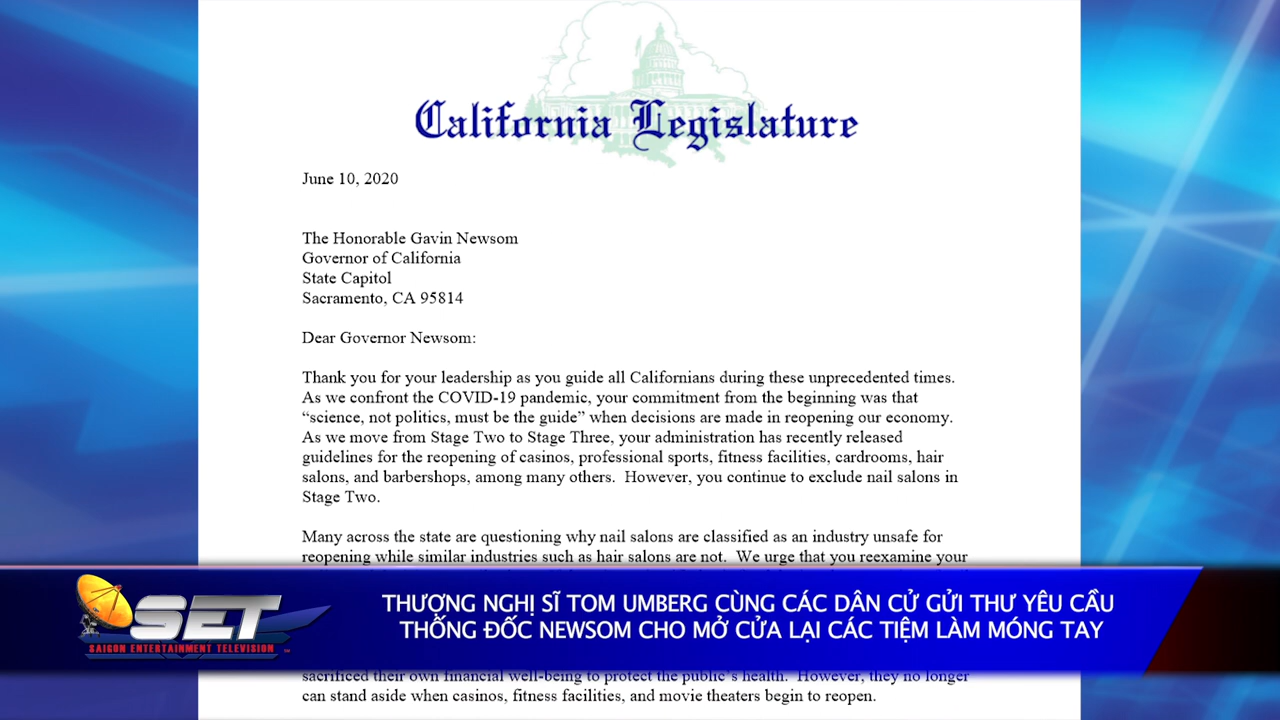 California Legislature
June 10, 2020
The Honorable Gavin Newsom
Governor of California
State Capitol
Sacramento, CA 95814
Dear Governor Newsom:
Thank you for your leadership as you guide all Californians during these unprecedented times.
As we confront the COVID-19 pandemic, your commitment from the beginning was that
“science, not politics, must be the guide” when decisions are made in reopening our economy.
As we move from Stage Two to Stage Three, your administration has recently released
guidelines for the reopening of casinos, professional sports, fitness facilities, cardrooms, hair
salons, and barbershops, among many others.  However, you continue to exclude nail salons in
Stage Two.
Many across the state are questioning why nail salons are classified as an industry unsafe for
reopening while similar industries such as hair salons are not.  We urge that you reexamine your
SET
SAIGON ENTERTAINMENT TELEVISION
THƯỢNG NGHỊ SĨ TOM UMBERG CÙNG CÁC DÂN CỬ GỬI THƯ YÊU CẦU
THỐNG ĐỐC NEWSOM CHO MỞ CỬA LẠI CÁC TIỆM LÀM MÓNG TAY
sacrificed their own financial well-being to protect the public’s health.  However, they no longer
can stand aside when casinos, fitness facilities, and movie theaters begin to reopen.